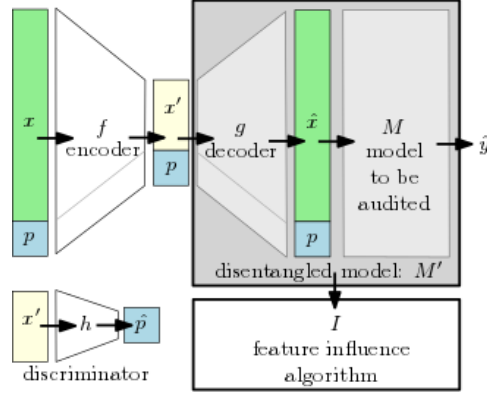 x
p
f
encoder
x′
p
g
decoder
x̂
p
M
model
to be
audited
ŷ
disentangled model: M′
x′
h
p̂
discriminator
I
feature influence
algorithm